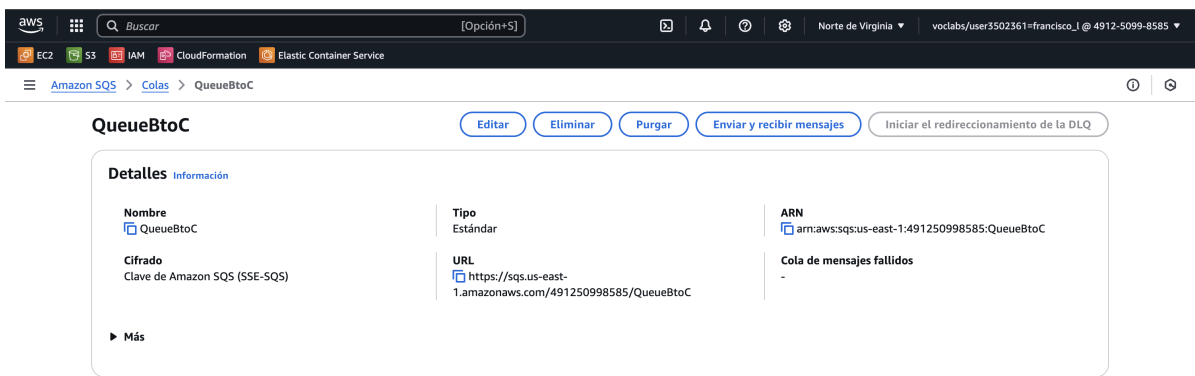 aws
Buscar [Opción+S] Norte de Virginia ▼ voclabs/user3502361=francisco_l @ 4912-5099-8585 ▼
EC2 S3 IAM CloudFormation Elastic Container Service
Amazon SQS > Colas > QueueBtoC
QueueBtoC Editar Eliminar Purgar Enviar y recibir mensajes Iniciar el redireccionamiento de la DLQ
Detalles Información
Nombre Tipo ARN
QueueBtoC Estándar arn:aws:sqs:us-east-1:491250998585:QueueBtoC
Cifrado URL Cola de mensajes fallidos
Clave de Amazon SQS (SSE-SQS) https://sqs.us-east- -
1.amazonaws.com/491250998585/QueueBtoC
▶ Más